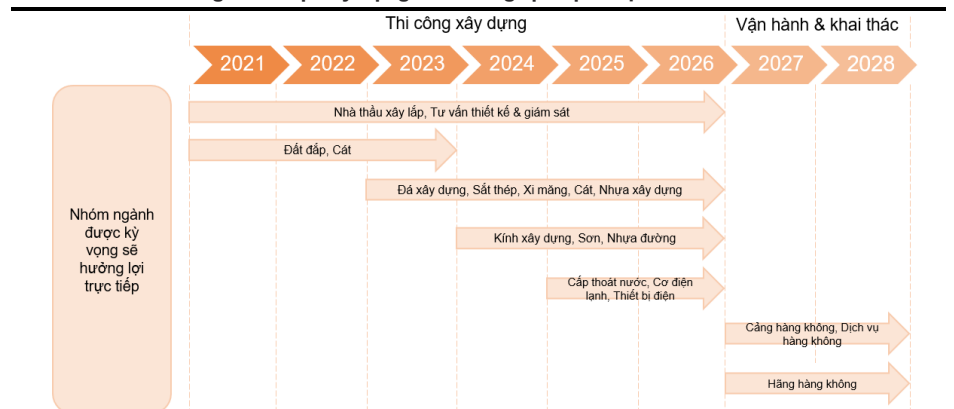 Thi công xây dựng
Vận hành & khai thác
2021
2022
2023
2024
2025
2026
2027
2028
Nhà thầu xây lắp, Tư vấn thiết kế & giám sát
Đất đắp, Cát
Đá xây dựng, Sắt thép, Xi măng, Cát, Nhựa xây dựng
Nhóm ngành
được kỳ
vọng sẽ
hưởng lợi
trực tiếp
Kính xây dựng, Sơn, Nhựa đường
Cấp thoát nước, Cơ điện
lạnh, Thiết bị điện
Cảng hàng không, Dịch vụ
hàng không
Hãng hàng không